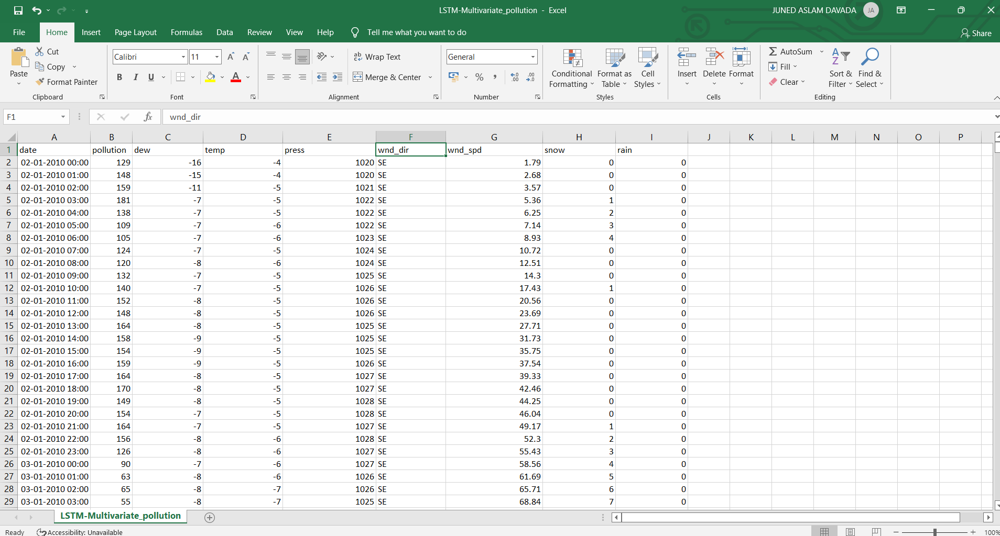 LSTM-Multivariate_pollution - Excel
JUNED ASLAM DAVADA JA
File Home Insert Page Layout Formulas Data Review View Help Tell me what you want to do Share
Paste Cut Copy Format Painter Clipboard
Calibri 11 B I U A Font
ab Wrap Text Merge & Center Alignment
General % , Number
Conditional Formatting Format as Table Cell Styles Styles
Insert Delete Format Cells
AutoSum Fill Clear Sort & Filter Find & Select Editing
F1 fx wnd_dir
A B C D E F G H I J K L M N O P
1 date pollution dew temp press wnd_dir wnd_spd snow rain
2 02-01-2010 00:00 129 -16 -4 1020 SE 1.79 0 0
3 02-01-2010 01:00 148 -15 -4 1020 SE 2.68 0 0
4 02-01-2010 02:00 159 -11 -5 1021 SE 3.57 0 0
5 02-01-2010 03:00 181 -7 -5 1022 SE 5.36 1 0
6 02-01-2010 04:00 138 -7 -5 1022 SE 6.25 2 0
7 02-01-2010 05:00 109 -7 -6 1022 SE 7.14 3 0
8 02-01-2010 06:00 105 -7 -6 1023 SE 8.93 4 0
9 02-01-2010 07:00 124 -7 -5 1024 SE 10.72 0 0
10 02-01-2010 08:00 120 -8 -6 1024 SE 12.51 0 0
11 02-01-2010 09:00 132 -7 -5 1025 SE 14.3 0 0
12 02-01-2010 10:00 140 -7 -5 1026 SE 17.43 1 0
13 02-01-2010 11:00 152 -8 -5 1026 SE 20.56 0 0
14 02-01-2010 12:00 148 -8 -5 1026 SE 23.69 0 0
15 02-01-2010 13:00 164 -8 -5 1025 SE 27.71 0 0
16 02-01-2010 14:00 158 -9 -5 1025 SE 31.73 0 0
17 02-01-2010 15:00 154 -9 -5 1025 SE 35.75 0 0
18 02-01-2010 16:00 159 -9 -5 1026 SE 37.54 0 0
19 02-01-2010 17:00 164 -8 -5 1027 SE 39.33 0 0
20 02-01-2010 18:00 170 -8 -5 1027 SE 42.46 0 0
21 02-01-2010 19:00 149 -8 -5 1028 SE 44.25 0 0
22 02-01-2010 20:00 154 -7 -5 1028 SE 46.04 0 0
23 02-01-2010 21:00 164 -7 -5 1027 SE 49.17 1 0
24 02-01-2010 22:00 156 -8 -6 1028 SE 52.3 2 0
25 02-01-2010 23:00 126 -8 -6 1027 SE 55.43 3 0
26 03-01-2010 00:00 90 -7 -6 1027 SE 58.56 4 0
27 03-01-2010 01:00 63 -8 -6 1026 SE 61.69 5 0
28 03-01-2010 02:00 65 -8 -7 1026 SE 65.71 6 0
29 03-01-2010 03:00 55 -8 -7 1025 SE 68.84 7 0
LSTM-Multivariate_pollution
Ready Accessibility: Unavailable 100%